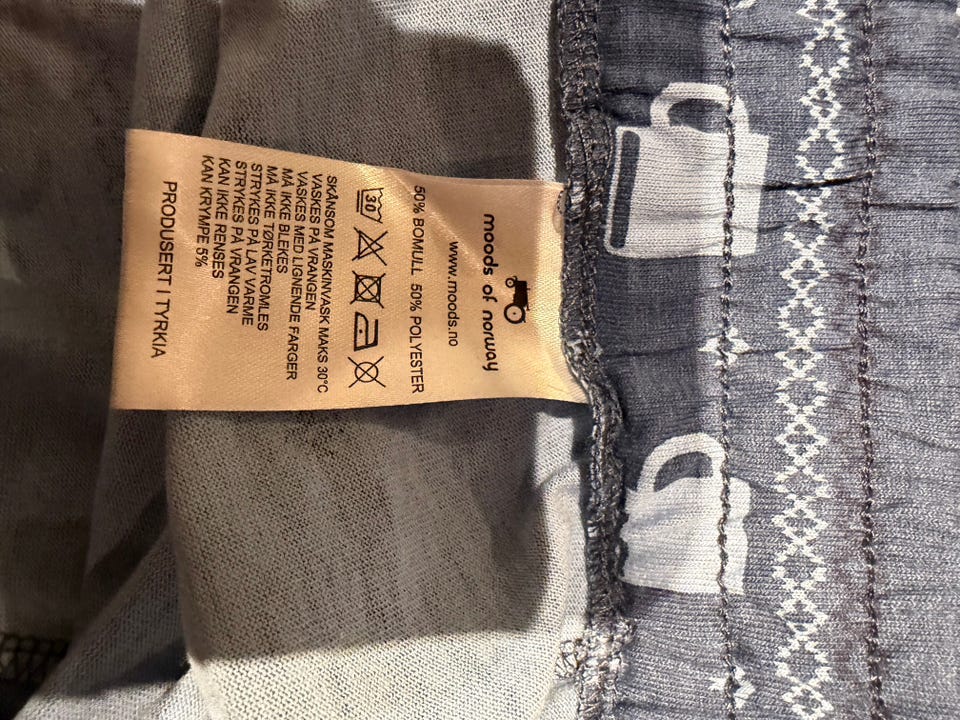 moods of norway
www.moods.no
50% BOMULL 50% POLYESTER
30
SKÅNSOM MASKINVASK MAKS 30°C
VASKES PÅ VRANGEN
VASKES MED LIGNENDE FARGER
MÅ IKKE BLEKES
MÅ IKKE TØRKETROMLES
STRYKES PÅ LAV VARME
STRYKES PÅ VRANGEN
KAN IKKE RENSES
KAN KRYMPE 5%
PRODUSERT I TYRKIA